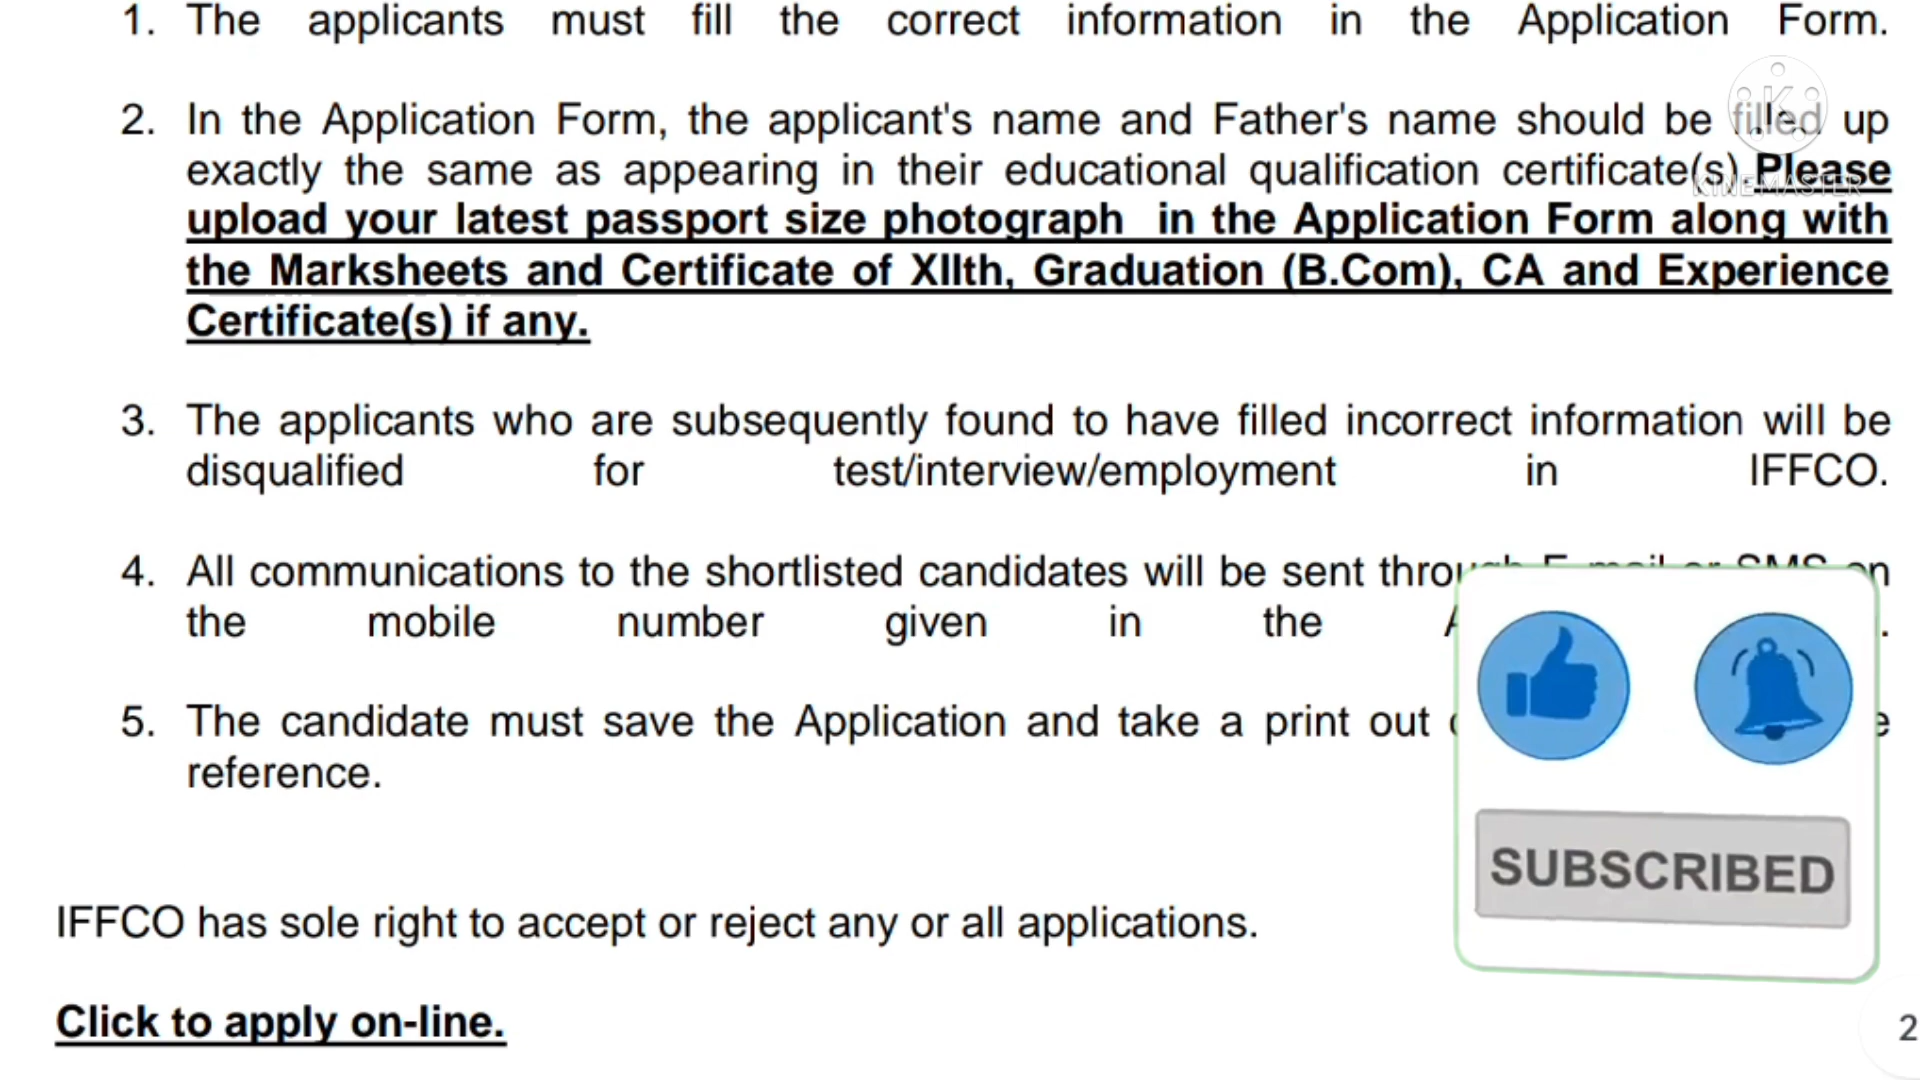 1. The applicants must fill the correct information in the Application Form.
2. In the Application Form, the applicant's name and Father's name should be filled up
exactly the same as appearing in their educational qualification certificate(s). Please
upload your latest passport size photograph in the Application Form along with
the Marksheets and Certificate of XIIth, Graduation (B.Com), CA and Experience
Certificate(s) if any.
3. The applicants who are subsequently found to have filled incorrect information will be
disqualified for test/interview/employment in IFFCO.
4. All communications to the shortlisted candidates will be sent through E-mail or SMS on
the mobile number given in the
5. The candidate must save the Application and take a print out
reference.
IFFCO has sole right to accept or reject any or all applications.
Click to apply on-line.
K
KINEMASTER
SUBSCRIBED
2